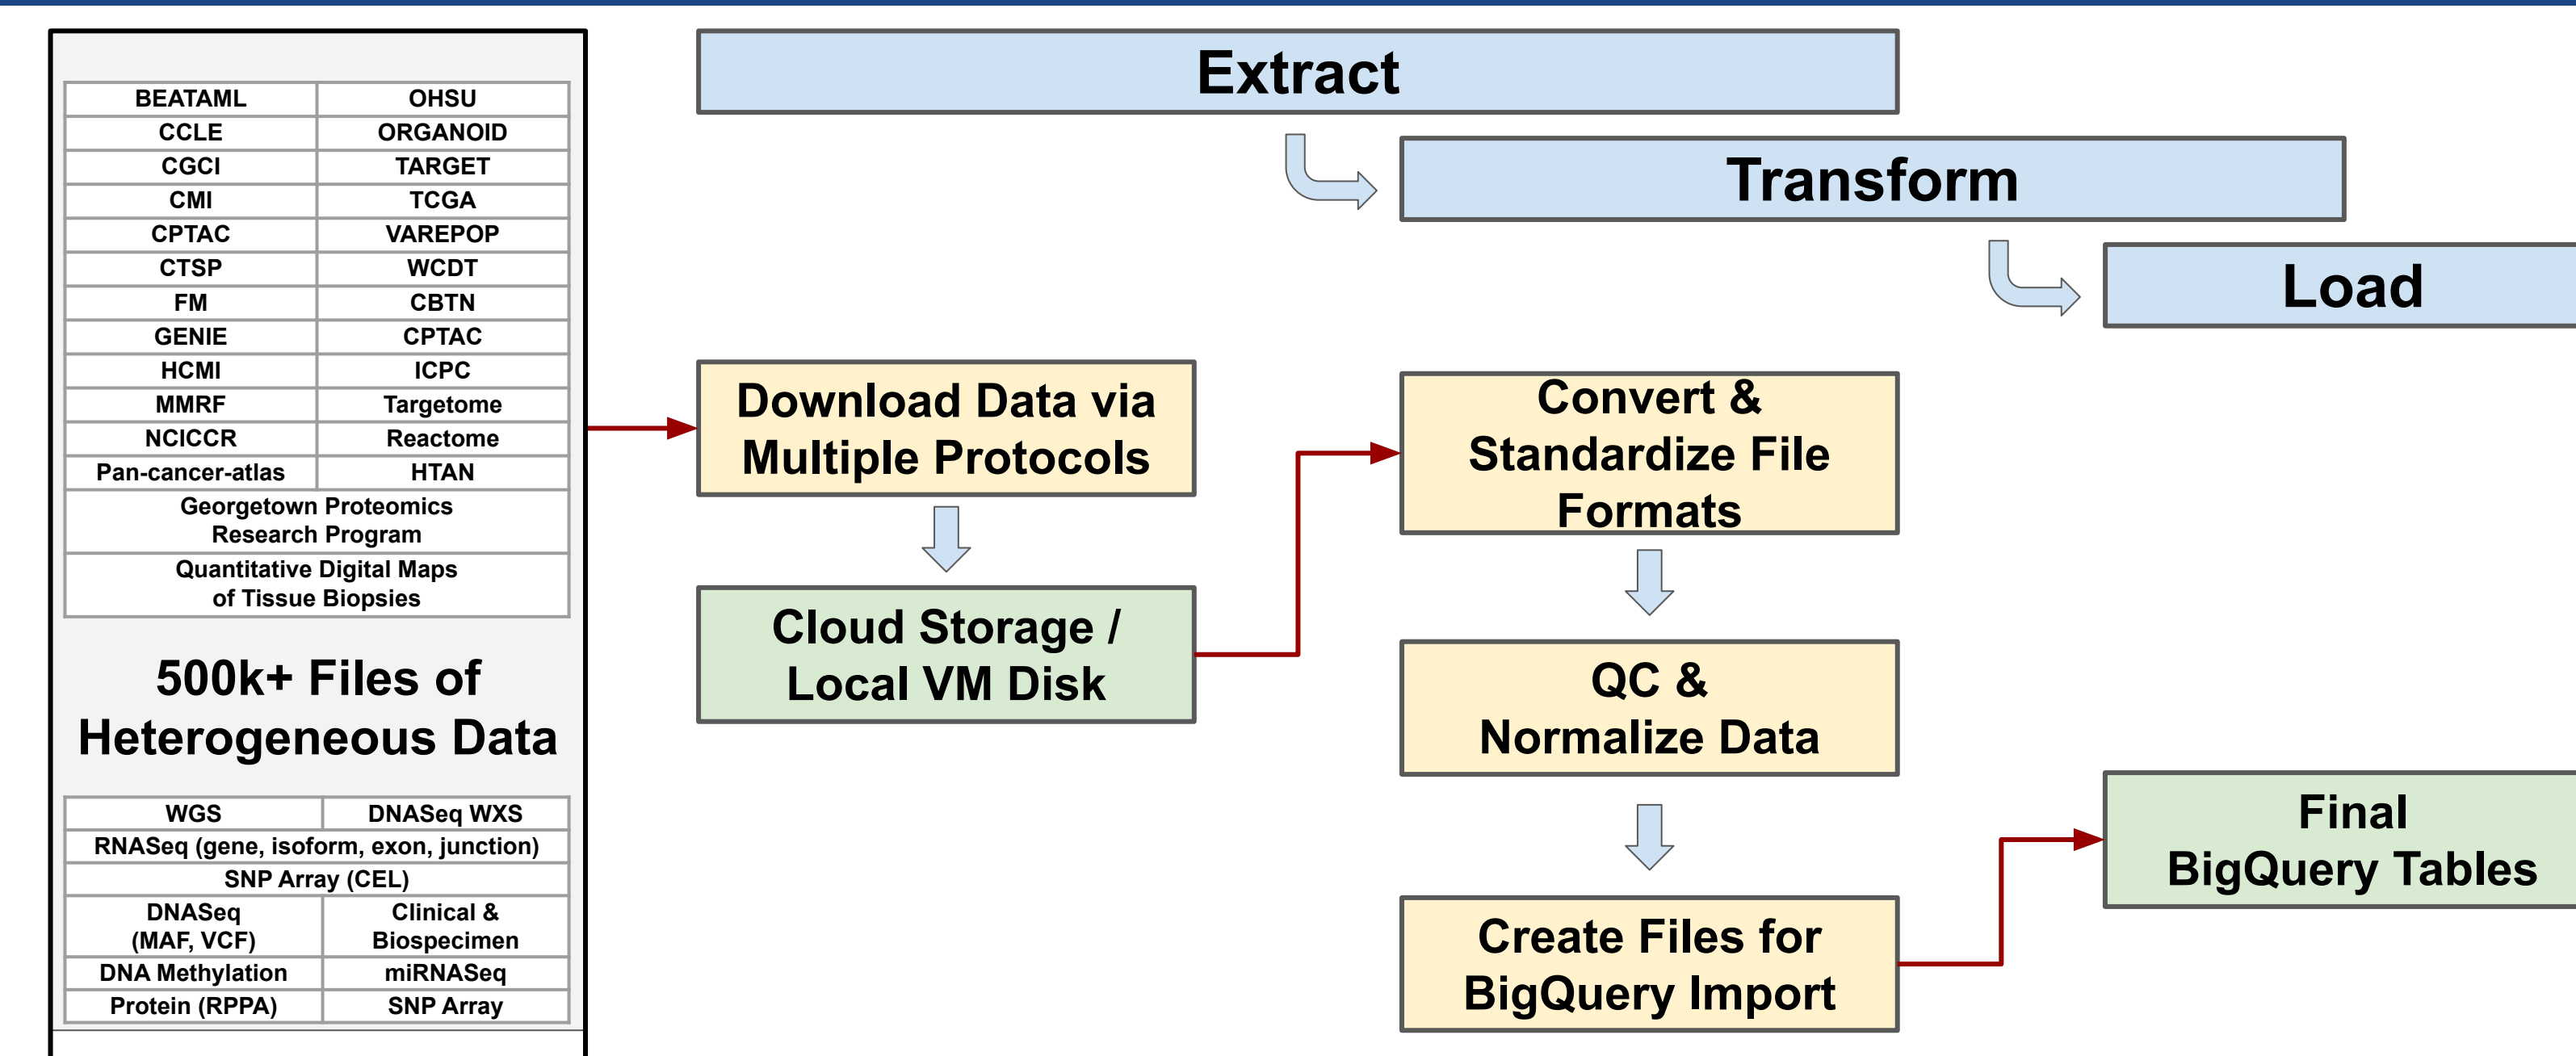 BEATAML OHSU
CCLE ORGANOID
CGCI TARGET
CMI TCGA
CPTAC VAREPOP
CTSP WCDT
FM CBTN
GENIE CPTAC
HCMI ICPC
MMRF Targetome
NCICCR Reactome
Pan-cancer-atlas HTAN
Georgetown Proteomics
Research Program
Quantitative Digital Maps
of Tissue Biopsies
500k+ Files of
Heterogeneous Data
WGS DNASeq WXS
RNASeq (gene, isoform, exon, junction)
SNP Array (CEL)
DNASeq
(MAF, VCF)
Clinical &
Biospecimen
DNA Methylation miRNASeq
Protein (RPPA) SNP Array
Extract
Transform
Load
Download Data via
Multiple Protocols
Cloud Storage /
Local VM Disk
Convert &
Standardize File
Formats
QC &
Normalize Data
Create Files for
BigQuery Import
Final
BigQuery Tables